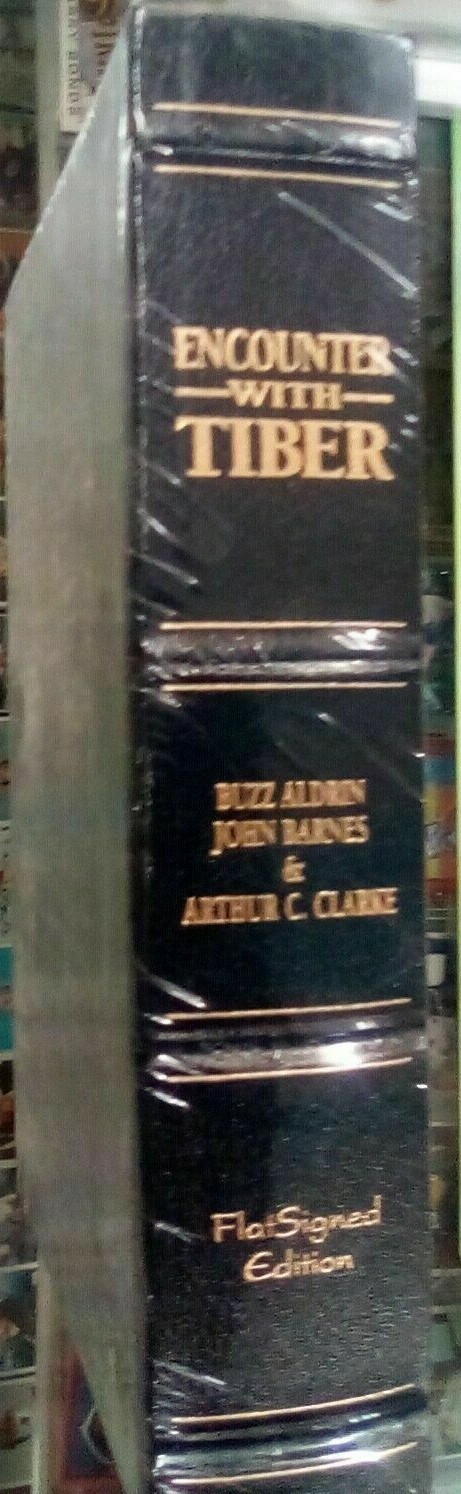 ENCOUNTER
WITH
TIBER
BUZZ ALDRIN
JOHN BARNES
&
ARTHUR C. CLARKE
FlatSigned
Edition